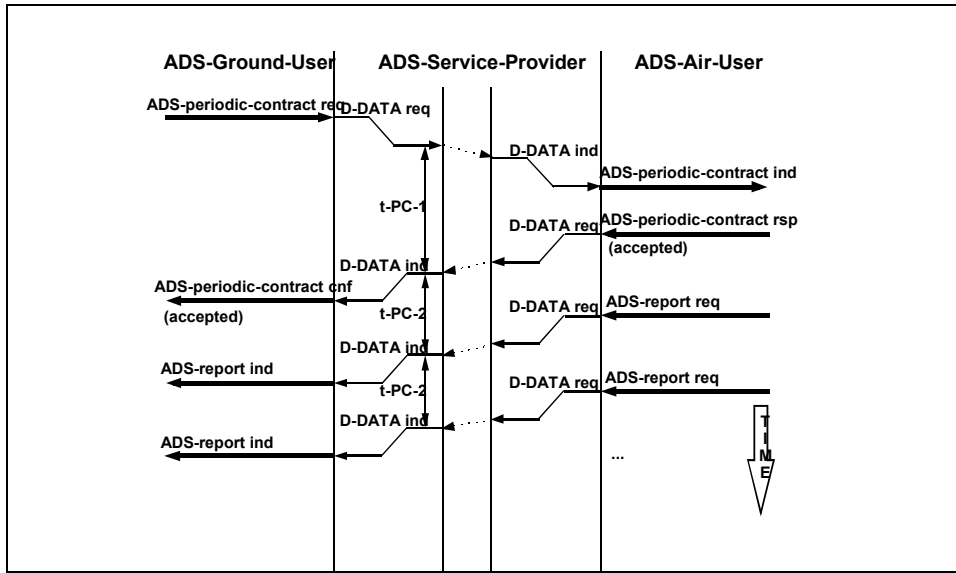 ADS-Ground-User ADS-Service-Provider ADS-Air-User
ADS-periodic-contract req D-DATA req
D-DATA ind
ADS-periodic-contract ind
t-PC-1
D-DATA req ADS-periodic-contract rsp
(accepted)
D-DATA ind
ADS-periodic-contract cnf
(accepted)
t-PC-2
D-DATA req ADS-report req
D-DATA ind
ADS-report ind
t-PC-2
D-DATA req ADS-report req
D-DATA ind
ADS-report ind
...
TIME